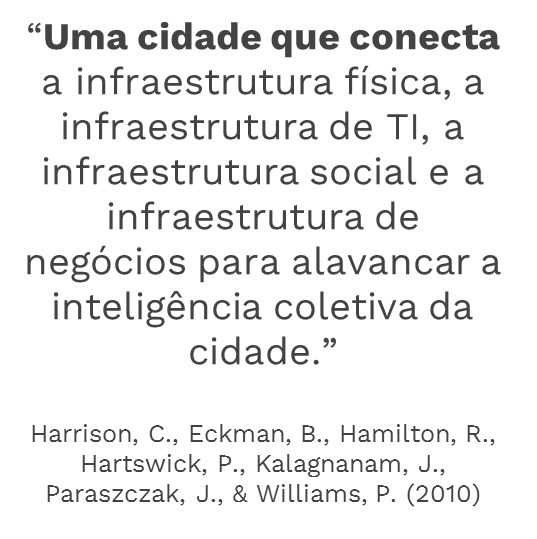 “Uma cidade que conecta
a infraestrutura física, a
infraestrutura de TI, a
infraestrutura social e a
infraestrutura de
negócios para alavancar a
inteligência coletiva da
cidade.”
Harrison, C., Eckman, B., Hamilton, R.,
Hartswick, P., Kalagnanam, J.,
Paraszczak, J., & Williams, P. (2010)